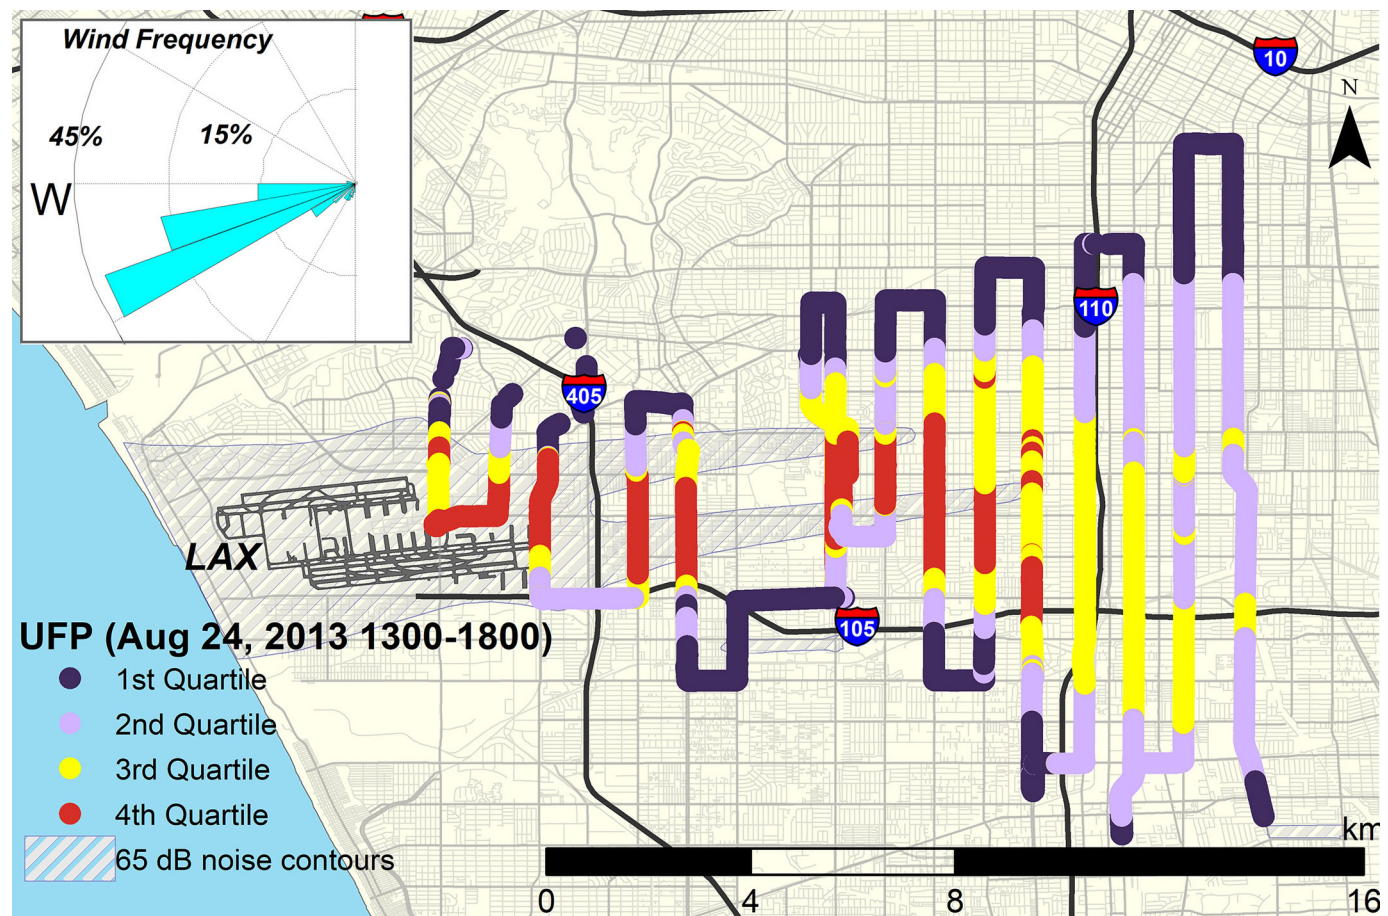 Wind Frequency
45%
15%
W
10
N
110
405
LAX
105
UFP (Aug 24, 2013 1300-1800)
1st Quartile
2nd Quartile
3rd Quartile
4th Quartile
65 dB noise contours
km
0 4 8 16